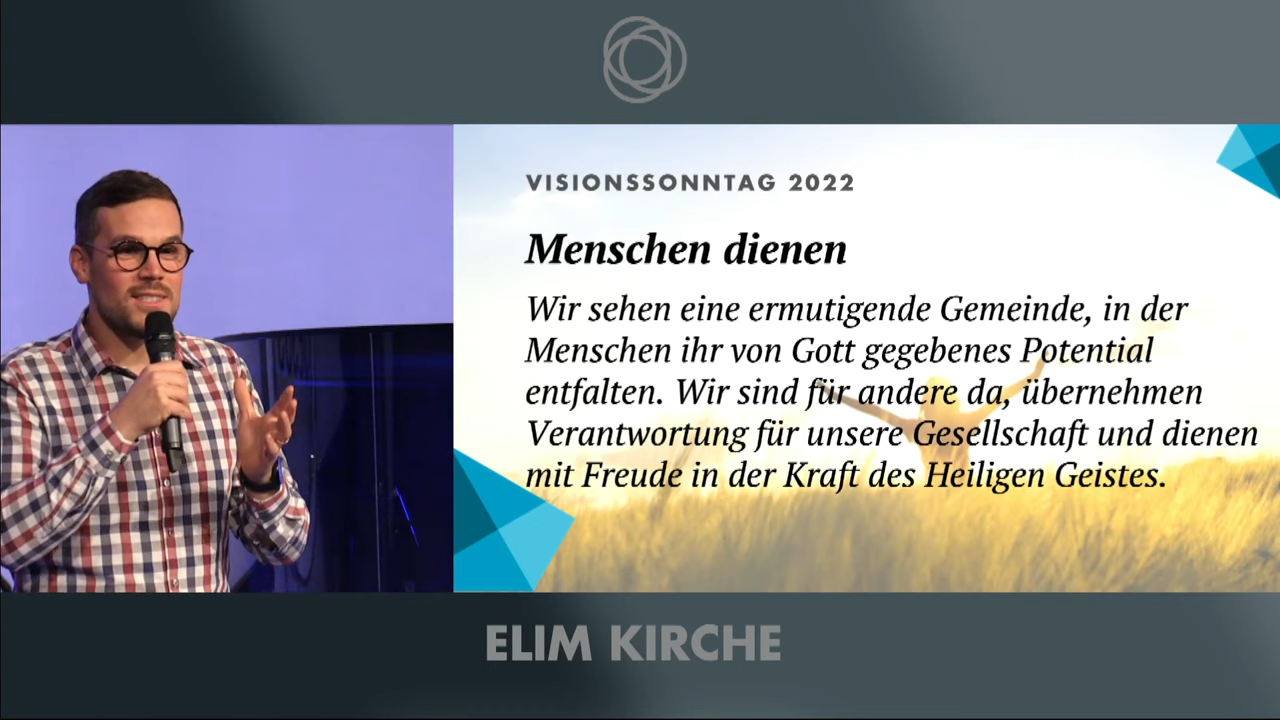 VISIONSSONNTAG 2022
Menschen dienen
Wir sehen eine ermutigende Gemeinde, in der
Menschen ihr von Gott gegebenes Potential
entfalten. Wir sind für andere da, übernehmen
Verantwortung für unsere Gesellschaft und dienen
mit Freude in der Kraft des Heiligen Geistes.
ELIM KIRCHE